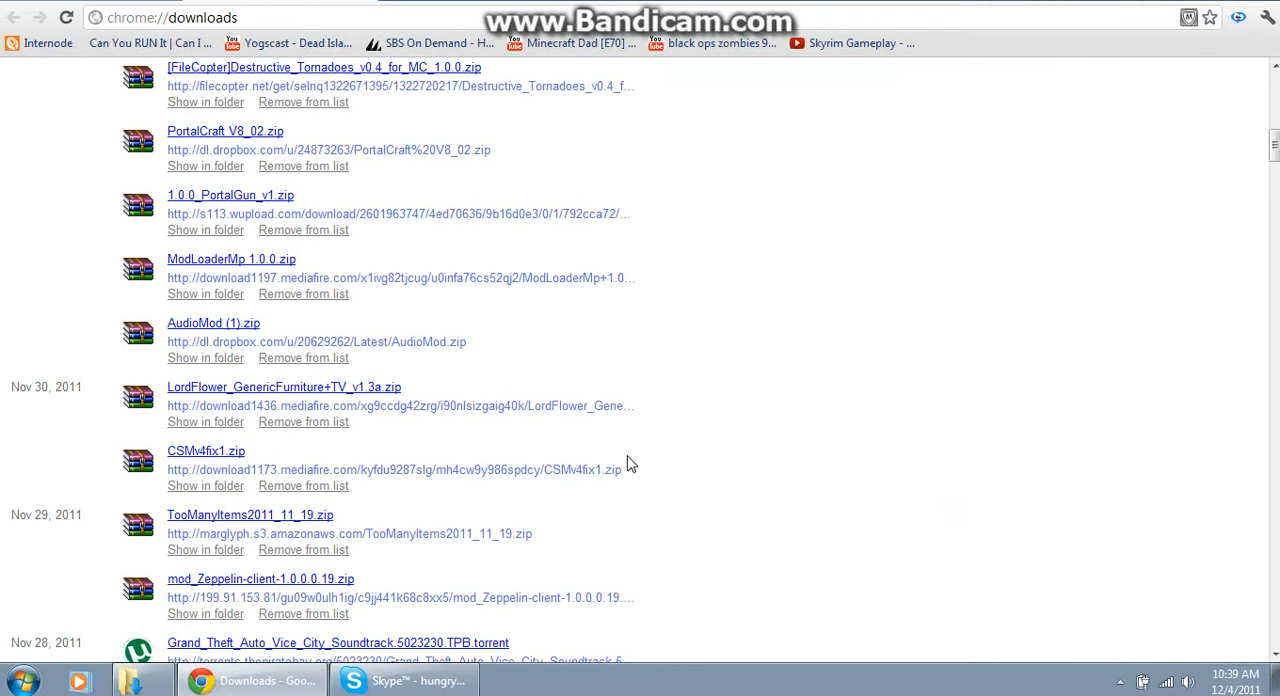 chrome://downloads
www.Bandicam.com
Internode Can You RUN It | Can I ... Yogscast - Dead Isla... SBS On Demand - H... Minecraft Dad [E70] ... black ops zombies 9... Skyrim Gameplay - ...
[FileCopter]Destructive_Tornadoes_v0.4_for_MC_1.0.0.zip
http://filecopter.net/get/selnq1322671395/1322720217/Destructive_Tornadoes_v0.4_f...
Show in folder Remove from list
PortalCraft V8_02.zip
http://dl.dropbox.com/u/24873263/PortalCraft%20V8_02.zip
Show in folder Remove from list
1.0.0_PortalGun_v1.zip
http://s113.wupload.com/download/2601963747/4ed70636/9b16d0e3/0/1/792cca72/...
Show in folder Remove from list
ModLoaderMp 1.0.0.zip
http://download1197.mediafire.com/x1ivg82tjcug/u0infa76cs52qj2/ModLoaderMp+1.0...
Show in folder Remove from list
AudioMod (1).zip
http://dl.dropbox.com/u/20629262/Latest/AudioMod.zip
Show in folder Remove from list
Nov 30, 2011 LordFlower_GenericFurniture+TV_v1.3a.zip
http://download1436.mediafire.com/xg9ccdg42zrg/i90nlsizgaig40k/LordFlower_Gene...
Show in folder Remove from list
CSMv4fix1.zip
http://download1173.mediafire.com/kyfdu9287slg/mh4cw9y986spdcy/CSMv4fix1.zip
Show in folder Remove from list
Nov 29, 2011 TooManyItems2011_11_19.zip
http://marglyph.s3.amazonaws.com/TooManyItems2011_11_19.zip
Show in folder Remove from list
mod_Zeppelin-client-1.0.0.0.19.zip
http://199.91.153.81/gu09w0ulh1ig/c9jj441k68c8xx5/mod_Zeppelin-client-1.0.0.0.19....
Show in folder Remove from list
Nov 28, 2011 Grand_Theft_Auto_Vice_City_Soundtrack.5023230.TPB.torrent
http://torrents.thepiratebay.org/5023230/Grand_Theft_Auto_Vice_City_Soundtrack.5...
Downloads - Goo... Skype™ - hungry... 10:39 AM
12/4/2011